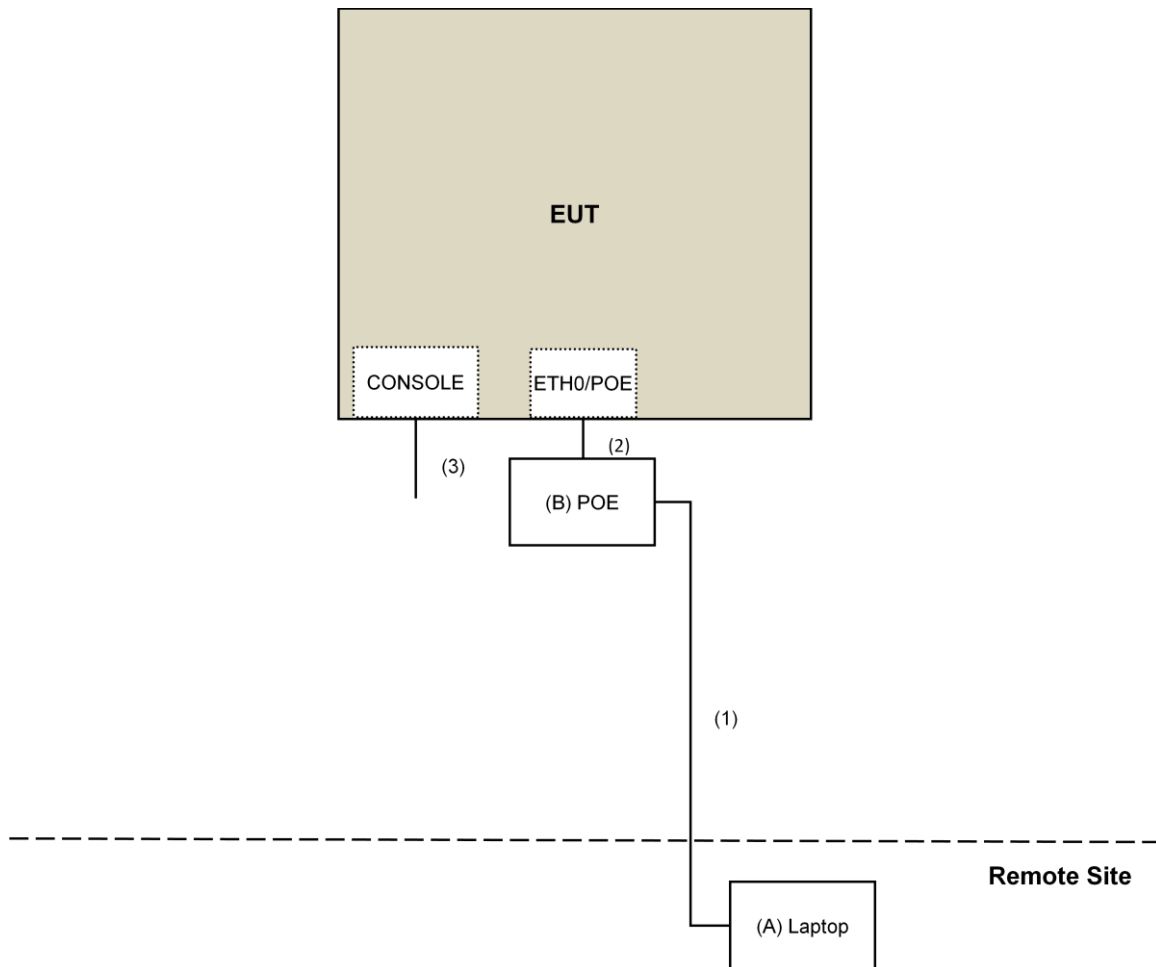 EUT
CONSOLE
ETH0/POE
(3)
(2)
(B) POE
(1)
Remote Site
(A) Laptop